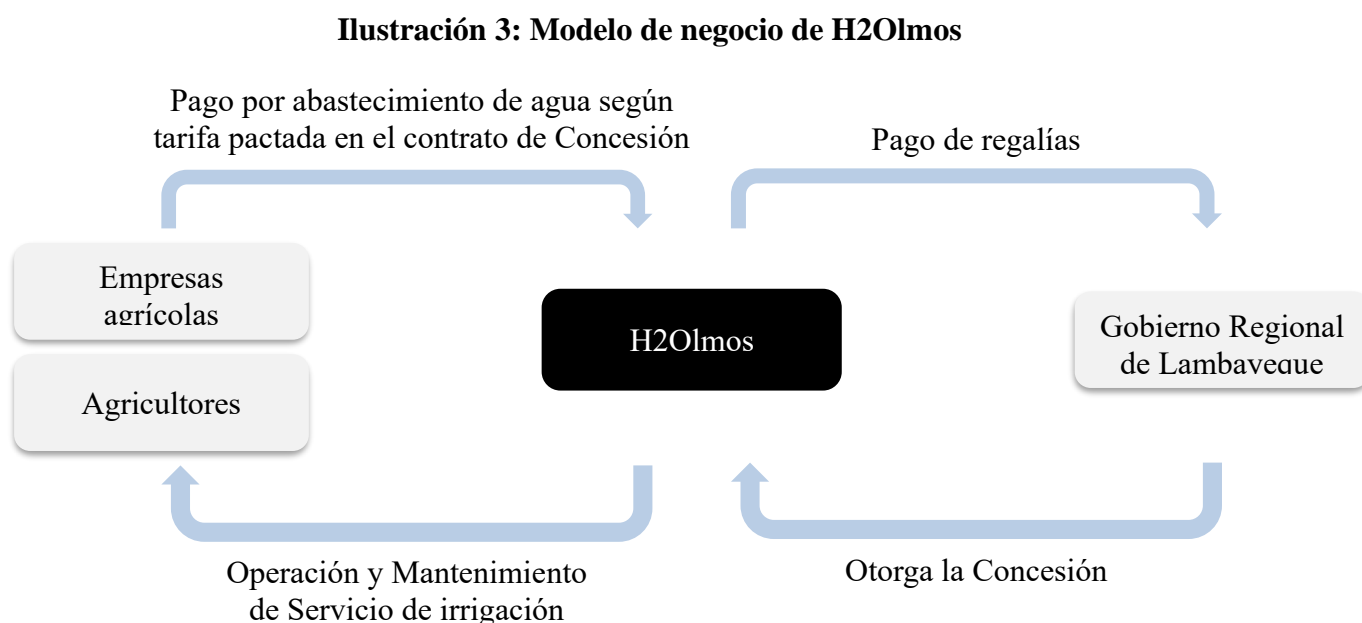 Ilustración 3: Modelo de negocio de H2Olmos
Pago por abastecimiento de agua según
tarifa pactada en el contrato de Concesión
Pago de regalías
Empresas
agrícolas
Agricultores
H2Olmos
Gobierno Regional
de Lambayeque
Operación y Mantenimiento
de Servicio de irrigación
Otorga la Concesión